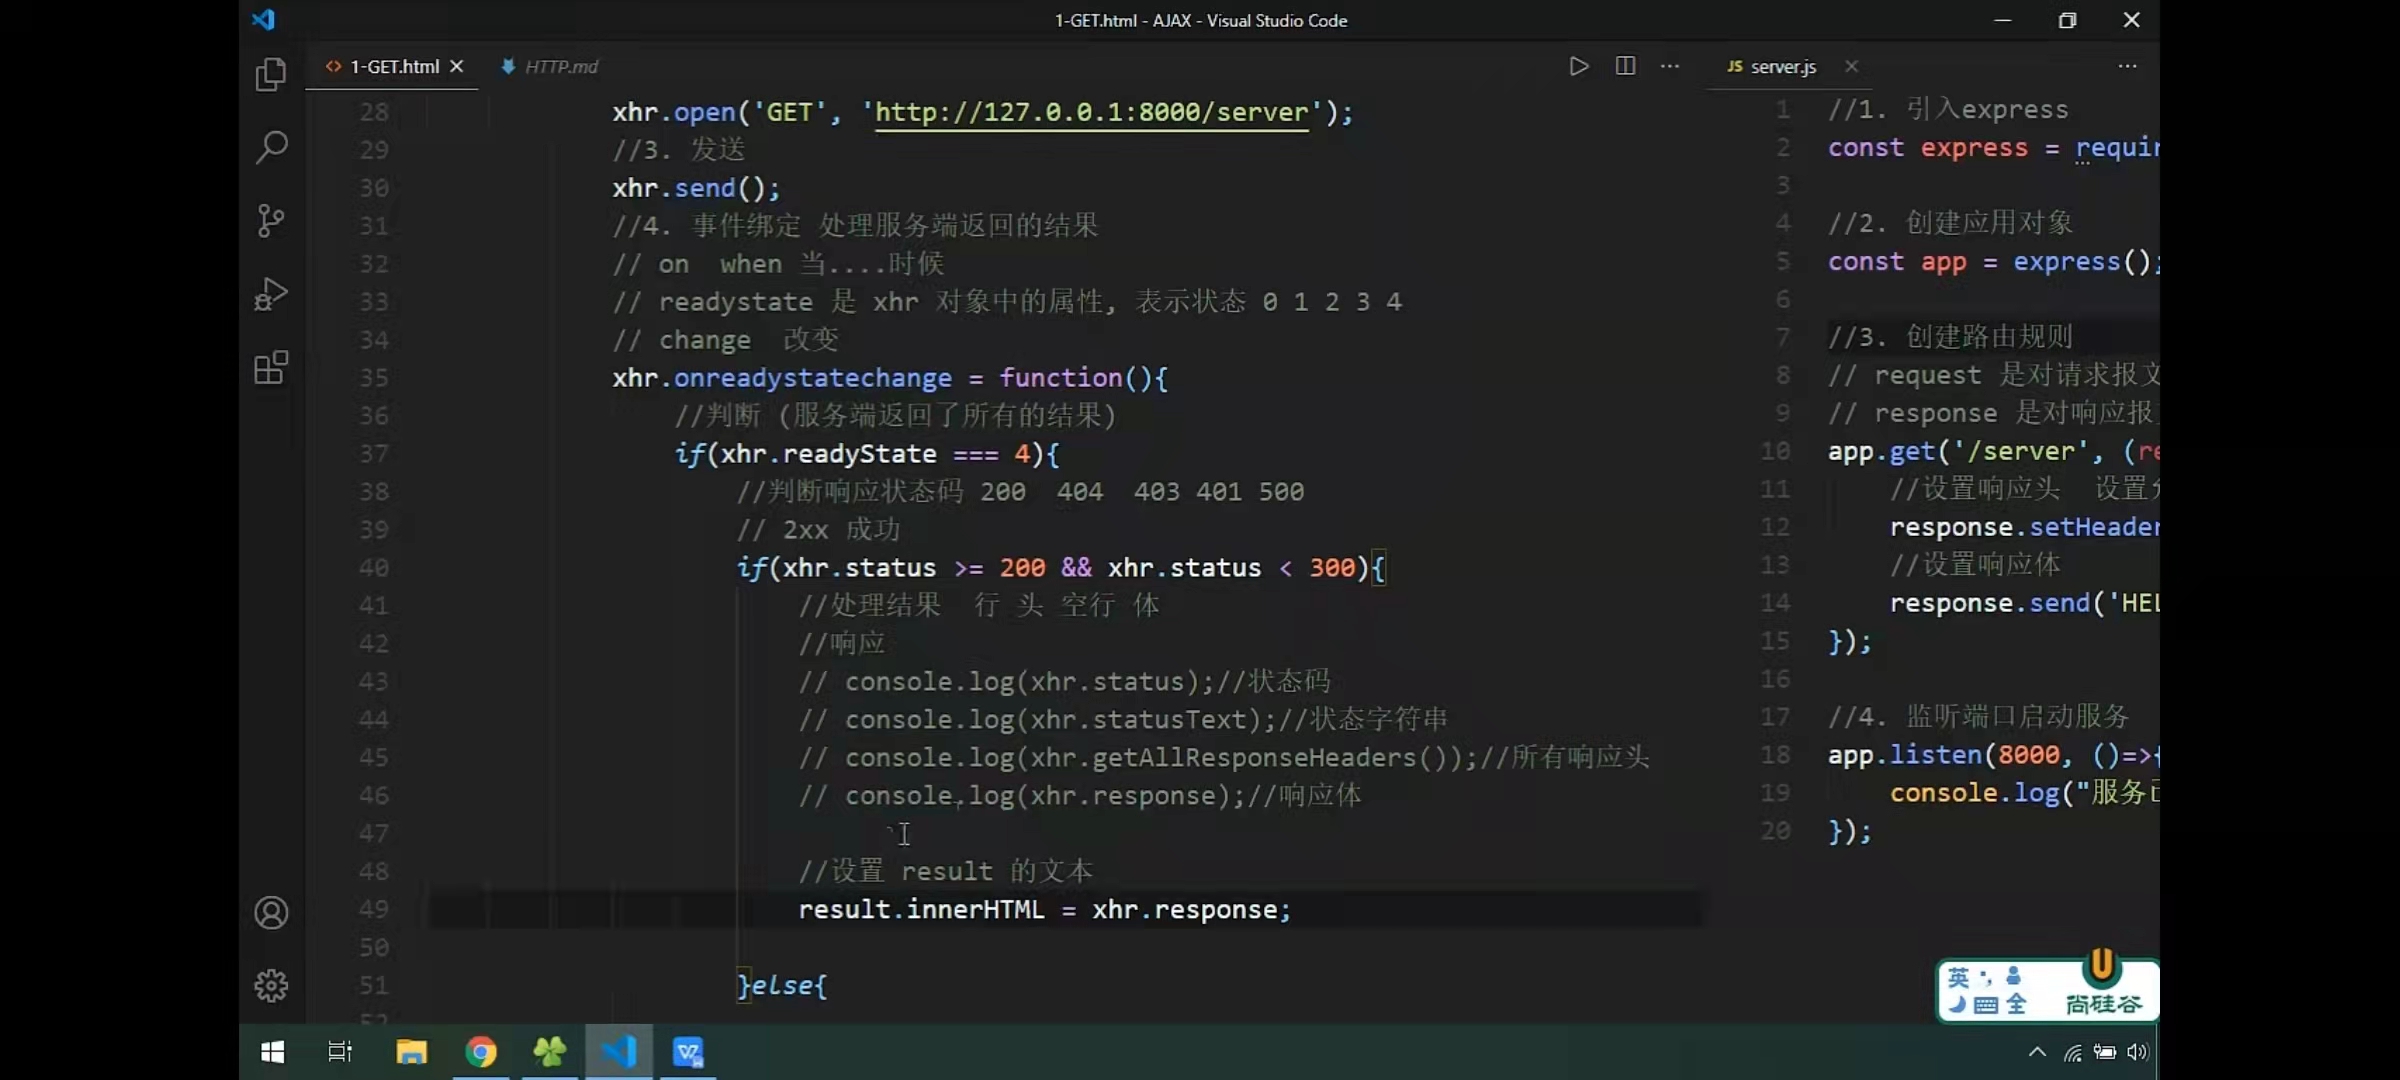 1-GET.html - AJAX - Visual Studio Code
1-GET.html
HTTP.md
28 xhr.open('GET', 'http://127.0.0.1:8000/server');
29 //3. 发送
30 xhr.send();
31 //4. 事件绑定 处理服务端返回的结果
32 // on  when 当....时候
33 // readystate 是 xhr 对象中的属性, 表示状态 0 1 2 3 4
34 // change  改变
35 xhr.onreadystatechange = function(){
36 //判断 (服务端返回了所有的结果)
37 if(xhr.readyState === 4){
38 //判断响应状态码 200  404  403 401 500
39 // 2xx 成功
40 if(xhr.status >= 200 && xhr.status < 300){
41 //处理结果  行 头 空行 体
42 //响应
43 // console.log(xhr.status);//状态码
44 // console.log(xhr.statusText);//状态字符串
45 // console.log(xhr.getAllResponseHeaders());//所有响应头
46 // console.log(xhr.response);//响应体
47
48 //设置 result 的文本
49 result.innerHTML = xhr.response;
50
51 }else{
JS server.js
1 //1. 引入express
2 const express = requi
3
4 //2. 创建应用对象
5 const app = express();
6
7 //3. 创建路由规则
8 // request 是对请求报文
9 // response 是对响应报
10 app.get('/server', (re
11 //设置响应头  设置
12 response.setHeader
13 //设置响应体
14 response.send('HEL
15 });
16
17 //4. 监听端口启动服务
18 app.listen(8000, ()=>{
19 console.log("服务
20 });
英
全
尚硅谷